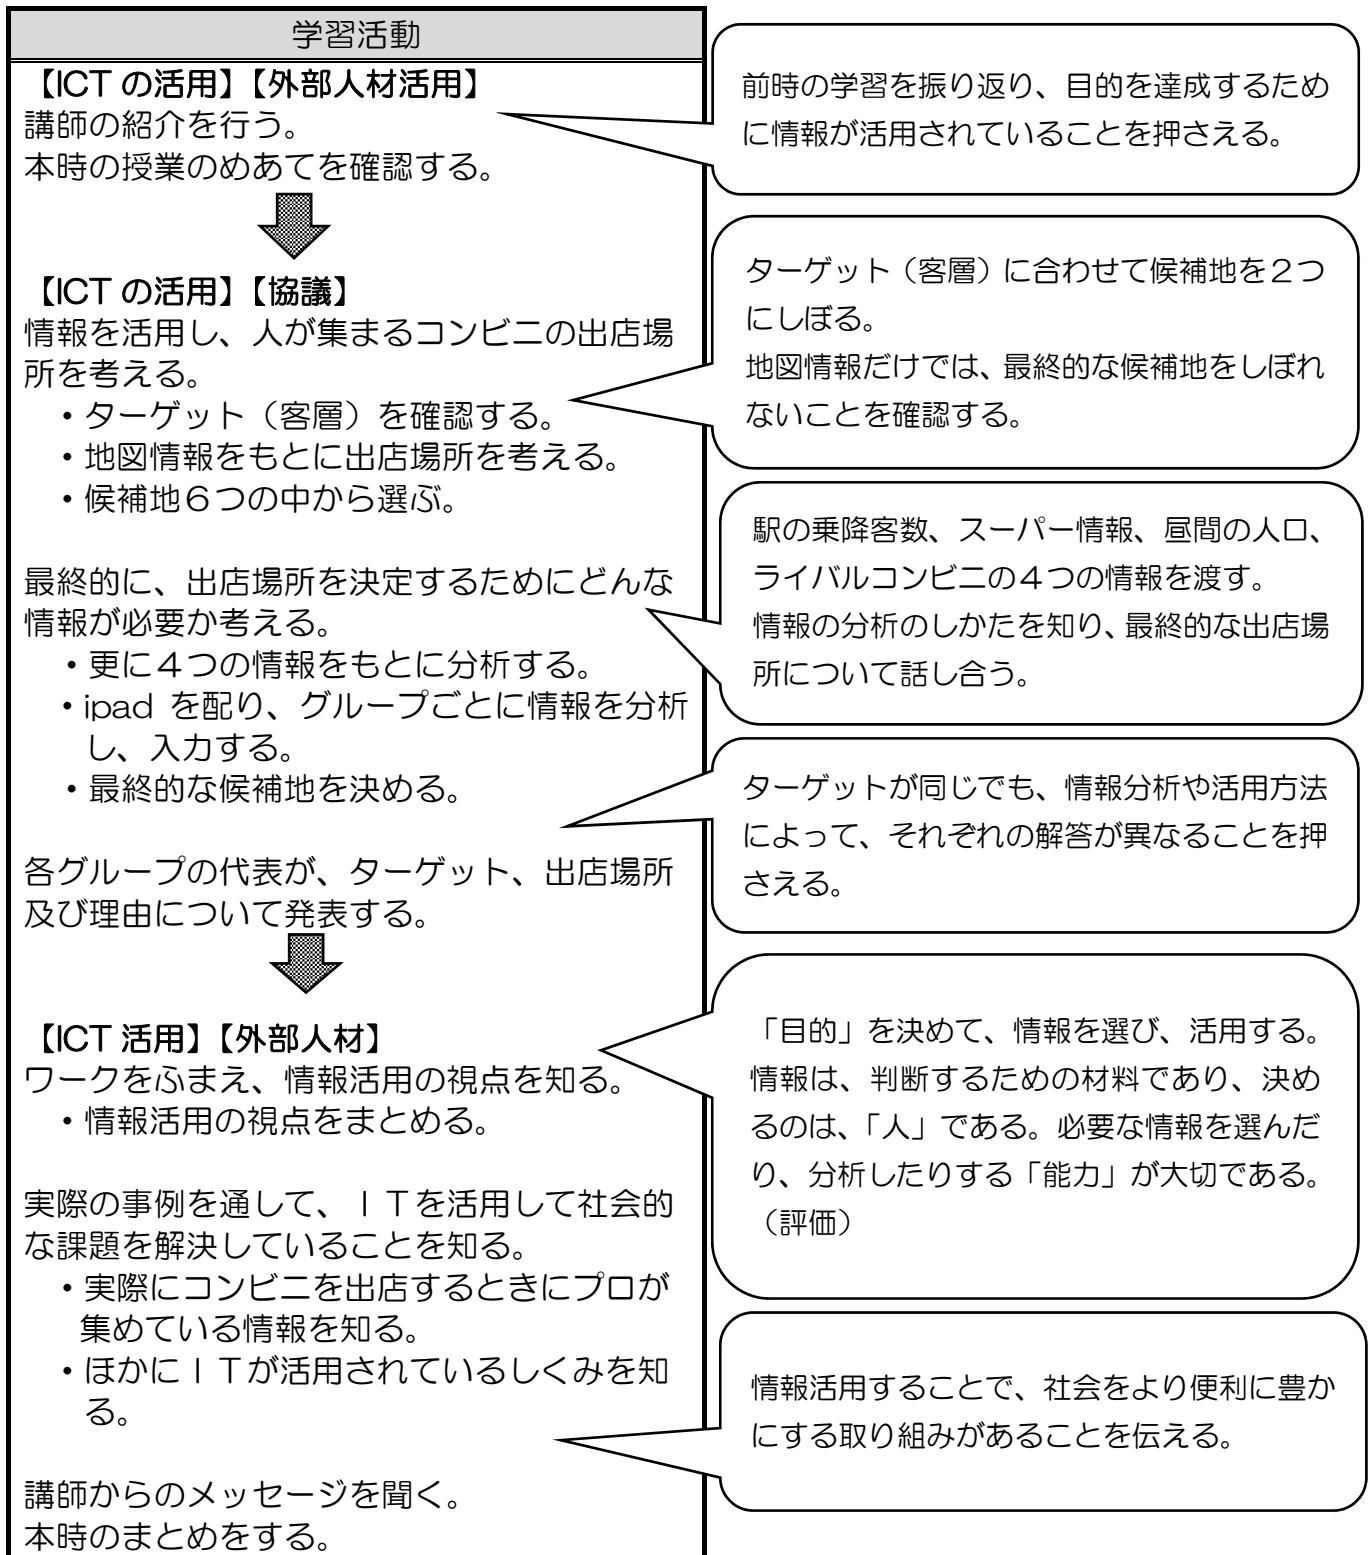 学習活動
【ICT の活用】【外部人材活用】
講師の紹介を行う。
本時の授業のめあてを確認する。
前時の学習を振り返り、目的を達成するため
に情報が活用されていることを押さえる。
【ICT の活用】【協議】
情報を活用し、人が集まるコンビニの出店場
所を考える。
・ターゲット（客層）を確認する。
・地図情報をもとに出店場所を考える。
・候補地６つの中から選ぶ。
ターゲット（客層）に合わせて候補地を２つ
にしぼる。
地図情報だけでは、最終的な候補地をしぼれ
ないことを確認する。
最終的に、出店場所を決定するためにどんな
情報が必要か考える。
・更に４つの情報をもとに分析する。
・ipad を配り、グループごとに情報を分析
し、入力する。
・最終的な候補地を決める。
駅の乗降客数、スーパー情報、昼間の人口、
ライバルコンビニの４つの情報を渡す。
情報の分析のしかたを知り、最終的な出店場
所について話し合う。
各グループの代表が、ターゲット、出店場所
及び理由について発表する。
ターゲットが同じでも、情報分析や活用方法
によって、それぞれの解答が異なることを押
さえる。
【ICT 活用】【外部人材】
ワークをふまえ、情報活用の視点を知る。
・情報活用の視点をまとめる。
「目的」を決めて、情報を選び、活用する。
情報は、判断するための材料であり、決め
るのは、「人」である。必要な情報を選んだ
り、分析したりする「能力」が大切である。
（評価）
実際の事例を通して、ＩＴを活用して社会的
な課題を解決していることを知る。
・実際にコンビニを出店するときにプロが
集めている情報を知る。
・ほかにＩＴが活用されているしくみを知
る。
情報活用することで、社会をより便利に豊か
にする取り組みがあることを伝える。
講師からのメッセージを聞く。
本時のまとめをする。